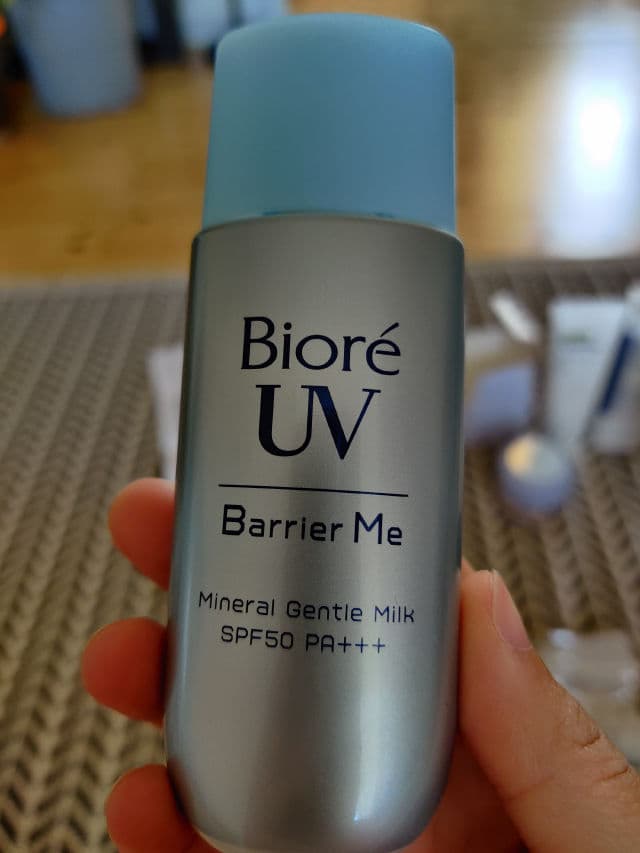 Bioré
UV
Barrier Me
Mineral Gentle Milk
SPF50 PA+++